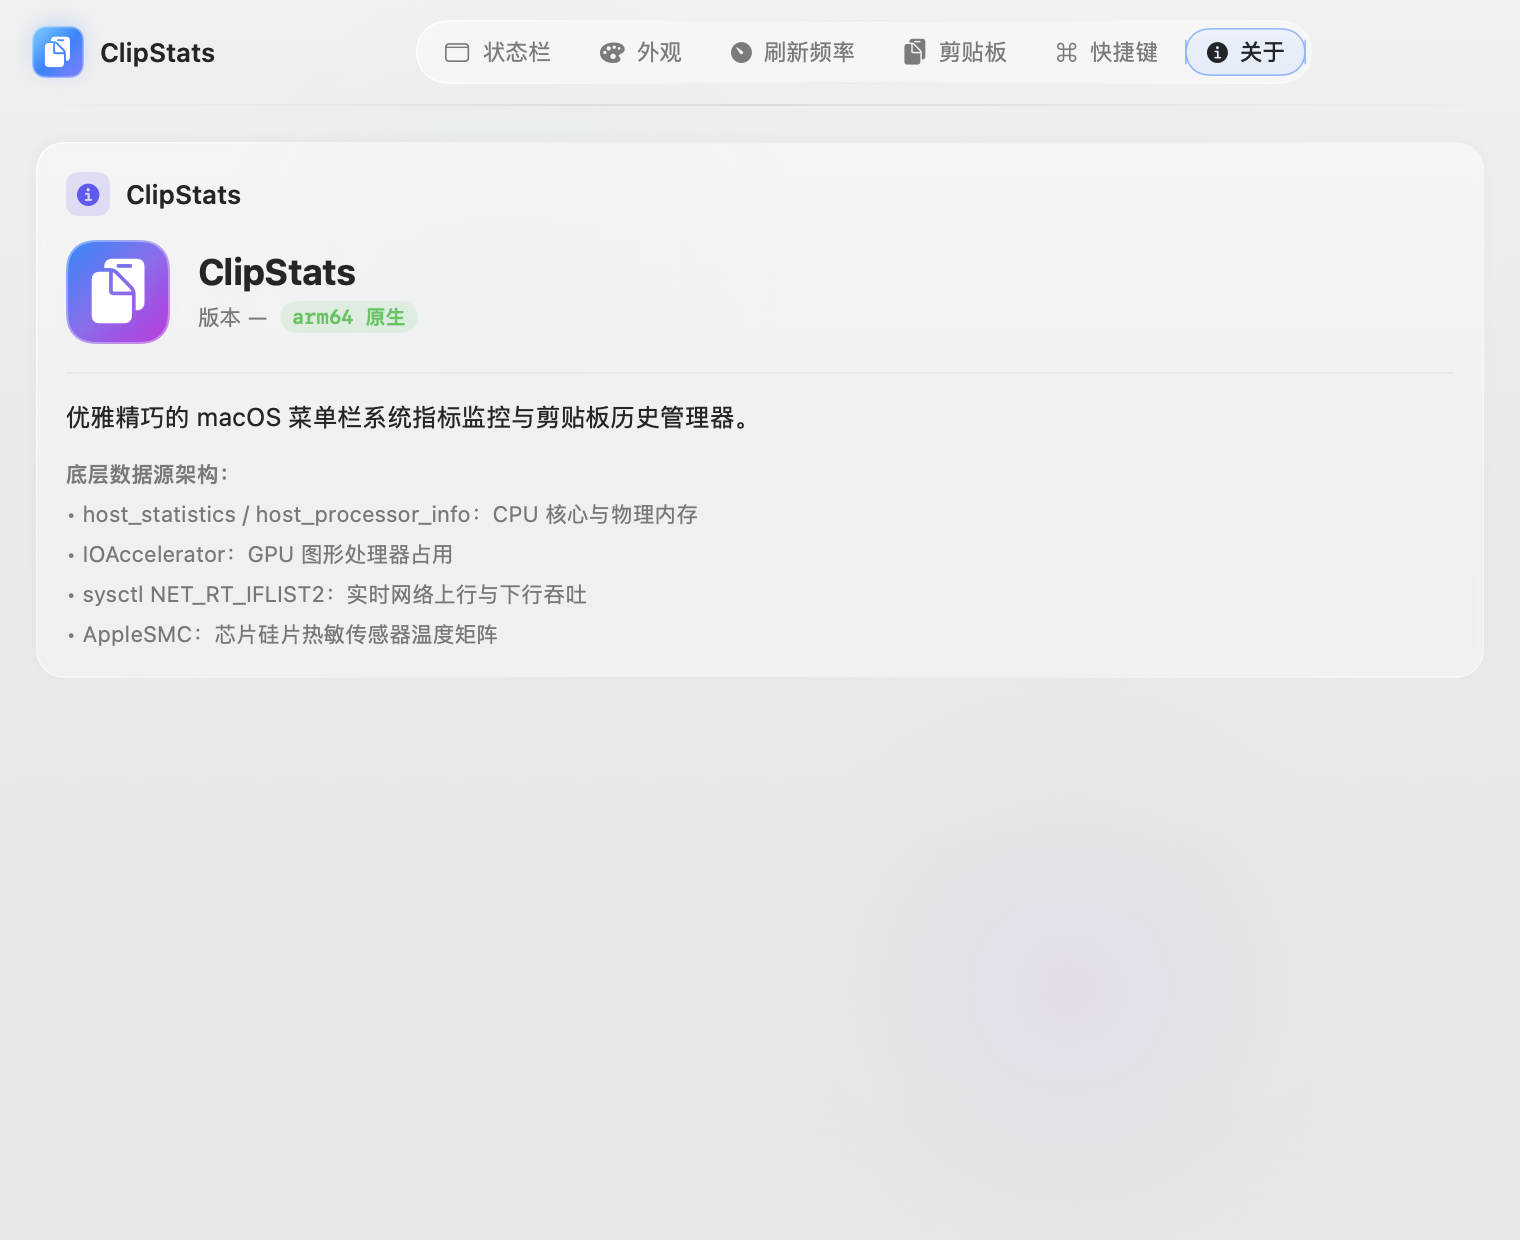 ClipStats
状态栏
外观
刷新频率
剪贴板
快捷键
关于
ClipStats
ClipStats
版本 — arm64 原生
优雅精巧的 macOS 菜单栏系统指标监控与剪贴板历史管理器。
底层数据源架构：
• host_statistics / host_processor_info：CPU 核心与物理内存
• IOAccelerator：GPU 图形处理器占用
• sysctl NET_RT_IFLIST2：实时网络上行与下行吞吐
• AppleSMC：芯片硅片热敏传感器温度矩阵